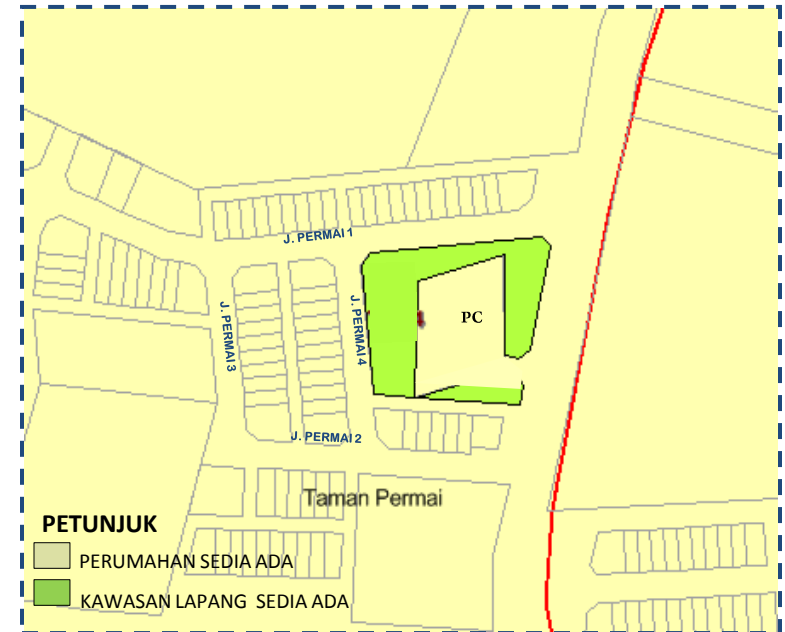 J. PERMAI 1
J. PERMAI 3
J. PERMAI 4
PC
J. PERMAI 2
Taman Permai
PETUNJUK
PERUMAHAN SEDIA ADA
KAWASAN LAPANG SEDIA ADA